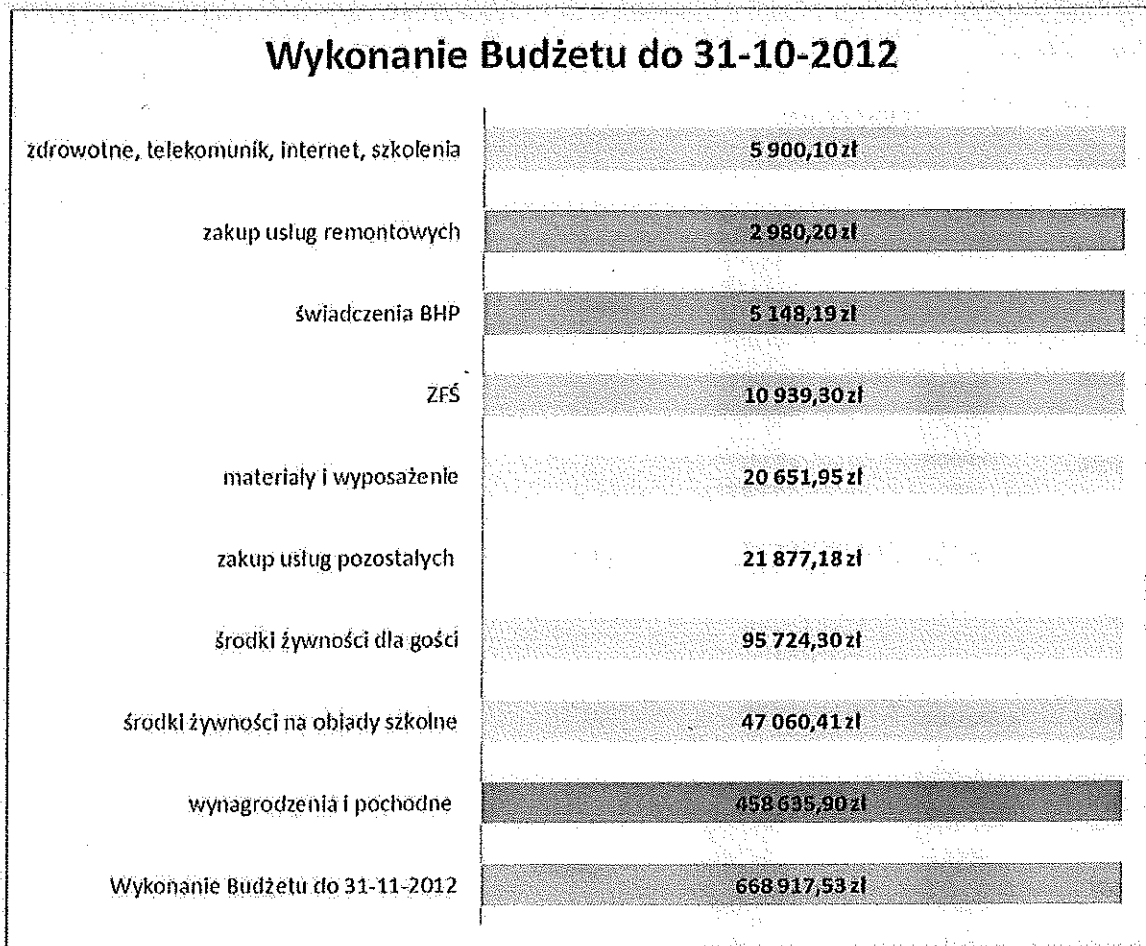 Wykonanie Budżetu do 31-10-2012
zdrowotne, telekomunik, internet, szkolenia 5 900,10 zł
zakup usług remontowych 2 980,20 zł
świadczenia BHP 5 148,19 zł
ZFŚ 10 939,30 zł
materiały i wyposażenie 20 651,95 zł
zakup usług pozostałych 21 877,18 zł
środki żywności dla gości 95 724,30 zł
środki żywności na obiady szkolne 47 060,41 zł
wynagrodzenia i pochodne 458 635,90 zł
Wykonanie Budżetu do 31-11-2012 668 917,53 zł